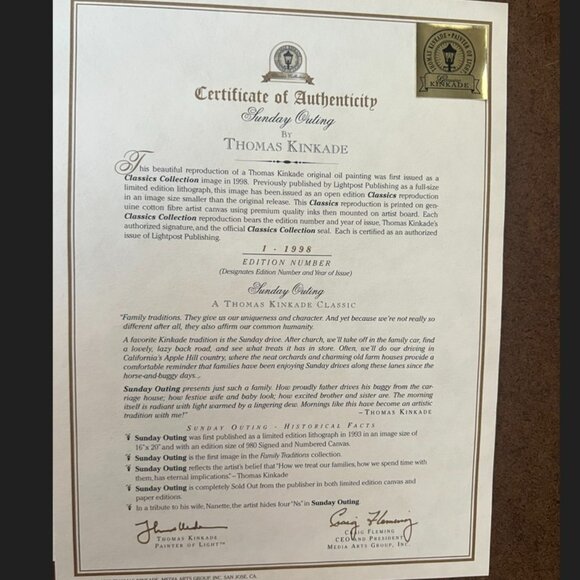 THOMAS KINKADE • PAINTER OF LIGHT
KINKADE
Certificate of Authenticity
Sunday Outing
BY
THOMAS KINKADE
This beautiful reproduction of a Thomas Kinkade original oil painting was first issued as a
Classics Collection image in 1998. Previously published by Lightpost Publishing as a full-size
limited edition lithograph, this image has been issued as an open edition Classics reproduction
in an image size smaller than the original release. This Classics reproduction is printed on gen-
uine cotton fibre artist canvas using premium quality inks then mounted on artist board. Each
Classics Collection reproduction bears the edition number and year of issue, Thomas Kinkade's
authorized signature, and the official Classics Collection seal. Each is certified as an authorized
issue of Lightpost Publishing.
1 - 1998
EDITION NUMBER
(Designates Edition Number and Year of Issue)
Sunday Outing
A THOMAS KINKADE CLASSIC
"Family traditions. They give us our uniqueness and character. And yet because we're not really so
different after all, they also affirm our common humanity.
A favorite Kinkade tradition is the Sunday drive. After church, we'll take off in the family car, find
a lovely, lazy back road, and see what treats it has in store. Often, we'll do our driving in
California's Apple Hill country, where the neat orchards and charming old farm houses provide a
comfortable reminder that families have been enjoying Sunday drives along these lanes since the
horse-and-buggy days...
Sunday Outing presents just such a family. How proudly father drives his buggy from the car-
riage house; how festive wife and baby look; how excited brother and sister are. The morning
itself is radiant with light warmed by a lingering dew. Mornings like this have become an artistic
tradition with me!"
– THOMAS KINKADE
SUNDAY OUTING - HISTORICAL FACTS
Sunday Outing was first published as a limited edition lithograph in 1993 in an image size of
16"x 20" and with an edition size of 980 Signed and Numbered Canvas.
Sunday Outing is the first image in the Family Traditions collection.
Sunday Outing reflects the artist's belief that "How we treat our families, how we spend time with
them, has eternal implications" – Thomas Kinkade
Sunday Outing is completely Sold Out from the publisher in both limited edition canvas and
paper editions.
In a tribute to his wife, Nanette, the artist hides four "Ns" in Sunday Outing.
THOMAS KINKADE
PAINTER OF LIGHT™
Craig Fleming
CRAIG FLEMING
CEO AND PRESIDENT
MEDIA ARTS GROUP, INC.
KINKADE, MEDIA ARTS GROUP, INC. SAN JOSE, CA.